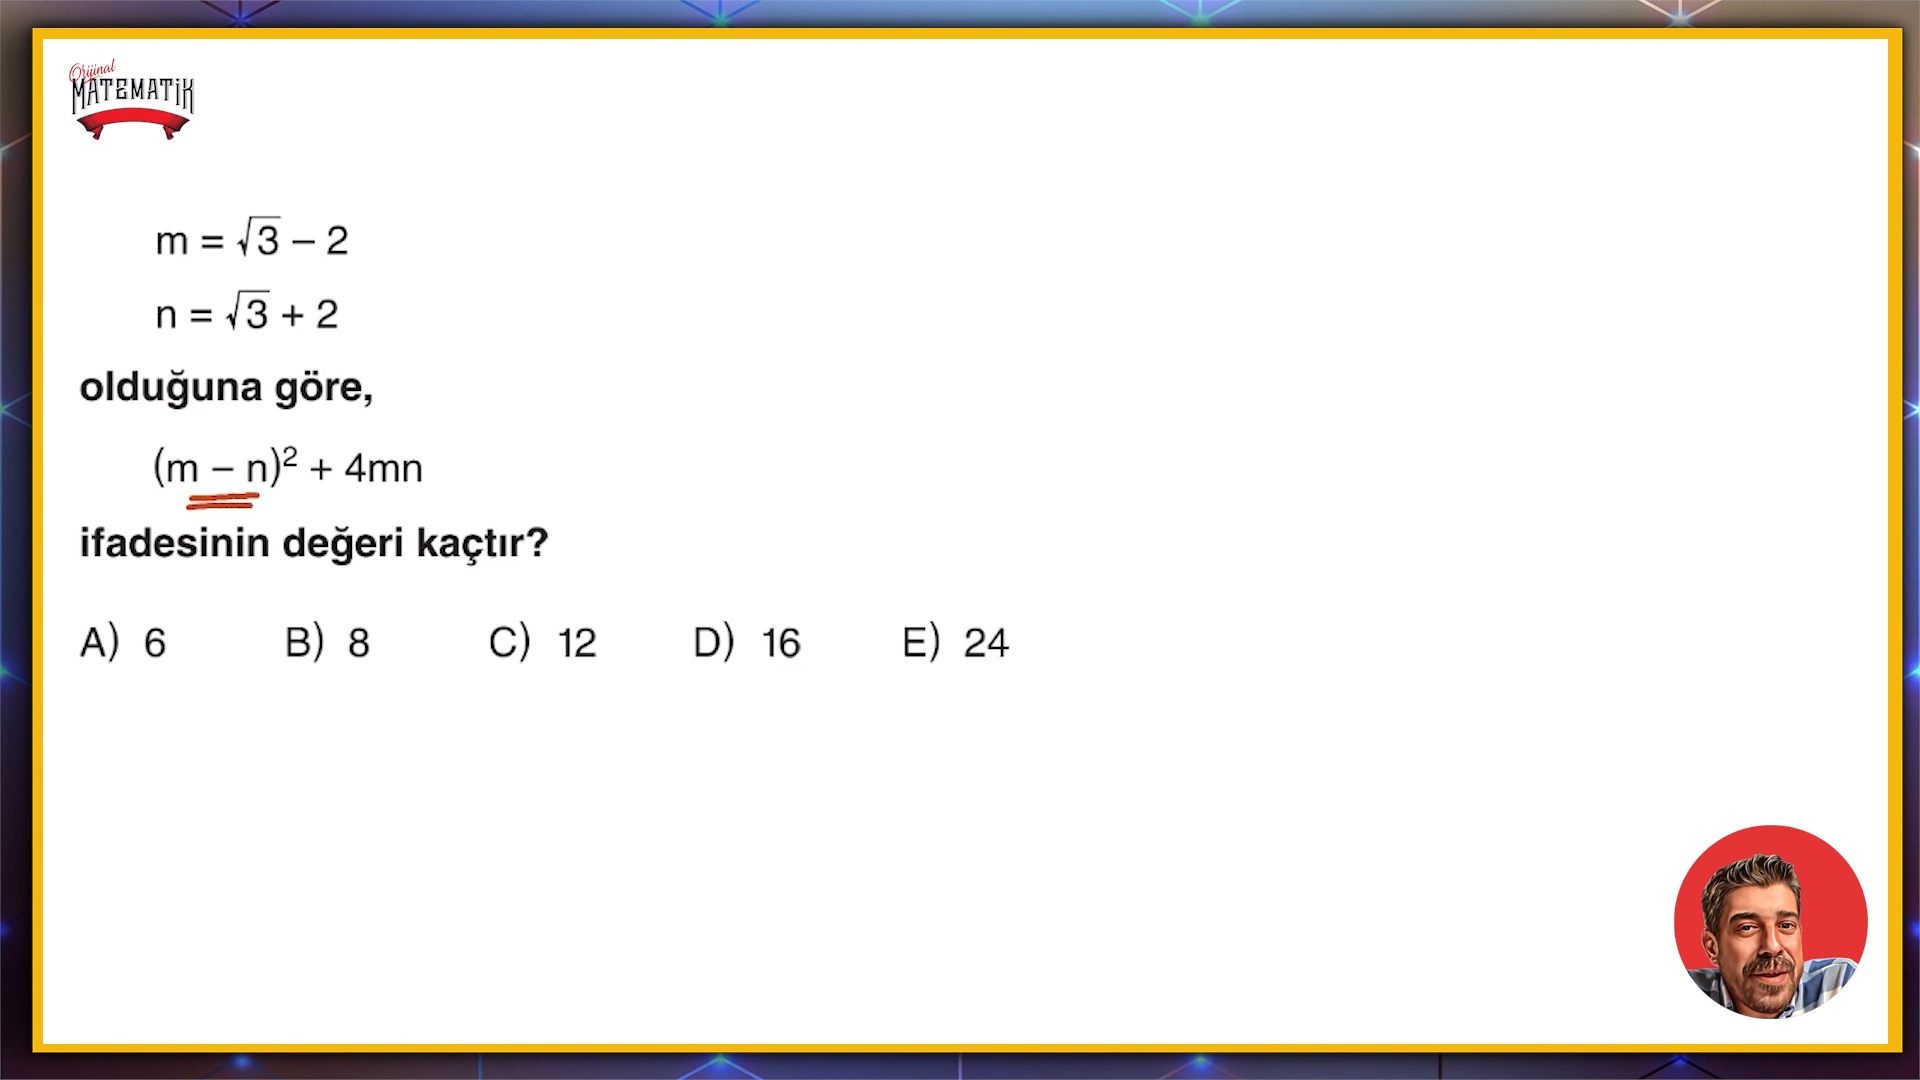 Orijinal
MATEMATİK
m = √3 – 2
n = √3 + 2
olduğuna göre,
(m – n)² + 4mn
ifadesinin değeri kaçtır?
A) 6 B) 8 C) 12 D) 16 E) 24